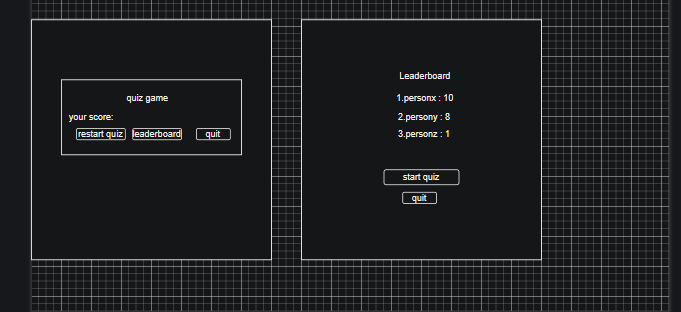 quiz game
your score:
restart quiz leaderboard quit
Leaderboard
1.personx : 10
2.persony : 8
3.personz : 1
start quiz
quit